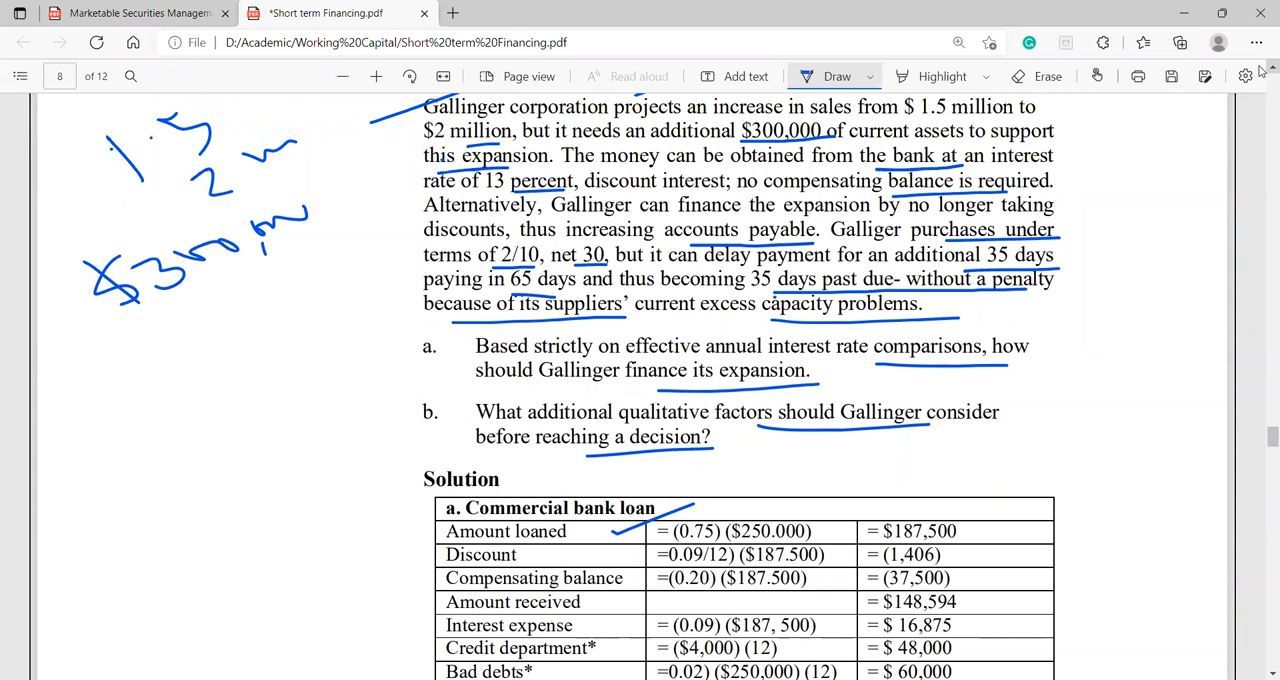 Marketable Securities Managem
*Short term Financing.pdf
File
D:/Academic/Working%20Capital/Short%20term%20Financing.pdf
8 of 12
Page view
Read aloud
Add text
Draw
Highlight
Erase
Gallinger corporation projects an increase in sales from $ 1.5 million to
$2 million, but it needs an additional $300,000 of current assets to support
this expansion. The money can be obtained from the bank at an interest
rate of 13 percent, discount interest; no compensating balance is required.
Alternatively, Gallinger can finance the expansion by no longer taking
discounts, thus increasing accounts payable. Galliger purchases under
terms of 2/10, net 30, but it can delay payment for an additional 35 days
paying in 65 days and thus becoming 35 days past due- without a penalty
because of its suppliers' current excess capacity problems.
1.5
2 m
a. Based strictly on effective annual interest rate comparisons, how
should Gallinger finance its expansion.
b. What additional qualitative factors should Gallinger consider
before reaching a decision?
Solution
a. Commercial bank loan
Amount loaned = (0.75) ($250.000) = $187,500
Discount =0.09/12) ($187.500) = (1,406)
Compensating balance =(0.20) ($187.500) = (37,500)
Amount received = $148,594
Interest expense = (0.09) ($187, 500) = $ 16,875
Credit department* = ($4,000) (12) = $ 48,000
Bad debts* =0.02) ($250,000) (12) = $ 60,000